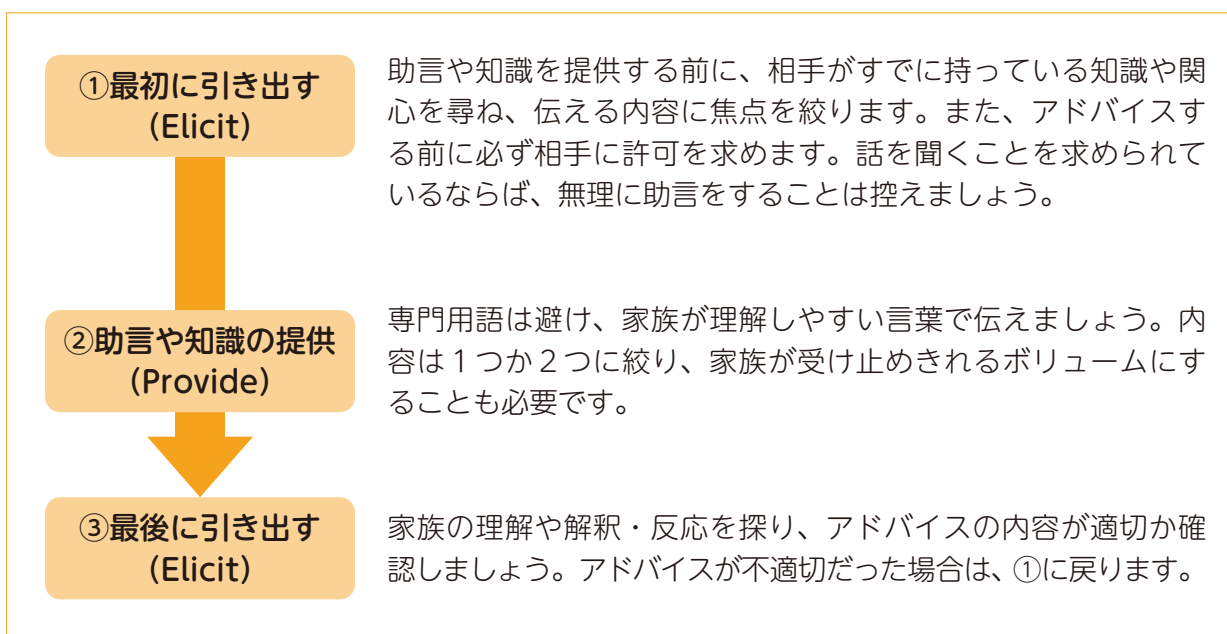 ①最初に引き出す
(Elicit)
助言や知識を提供する前に、相手がすでに持っている知識や関
心を尋ね、伝える内容に焦点を絞ります。また、アドバイスす
る前に必ず相手に許可を求めます。話を聞くことを求められて
いるならば、無理に助言をすることは控えましょう。
②助言や知識の提供
(Provide)
専門用語は避け、家族が理解しやすい言葉で伝えましょう。内
容は１つか２つに絞り、家族が受け止めきれるボリュームにす
ることも必要です。
③最後に引き出す
(Elicit)
家族の理解や解釈・反応を探り、アドバイスの内容が適切か確
認しましょう。アドバイスが不適切だった場合は、①に戻ります。